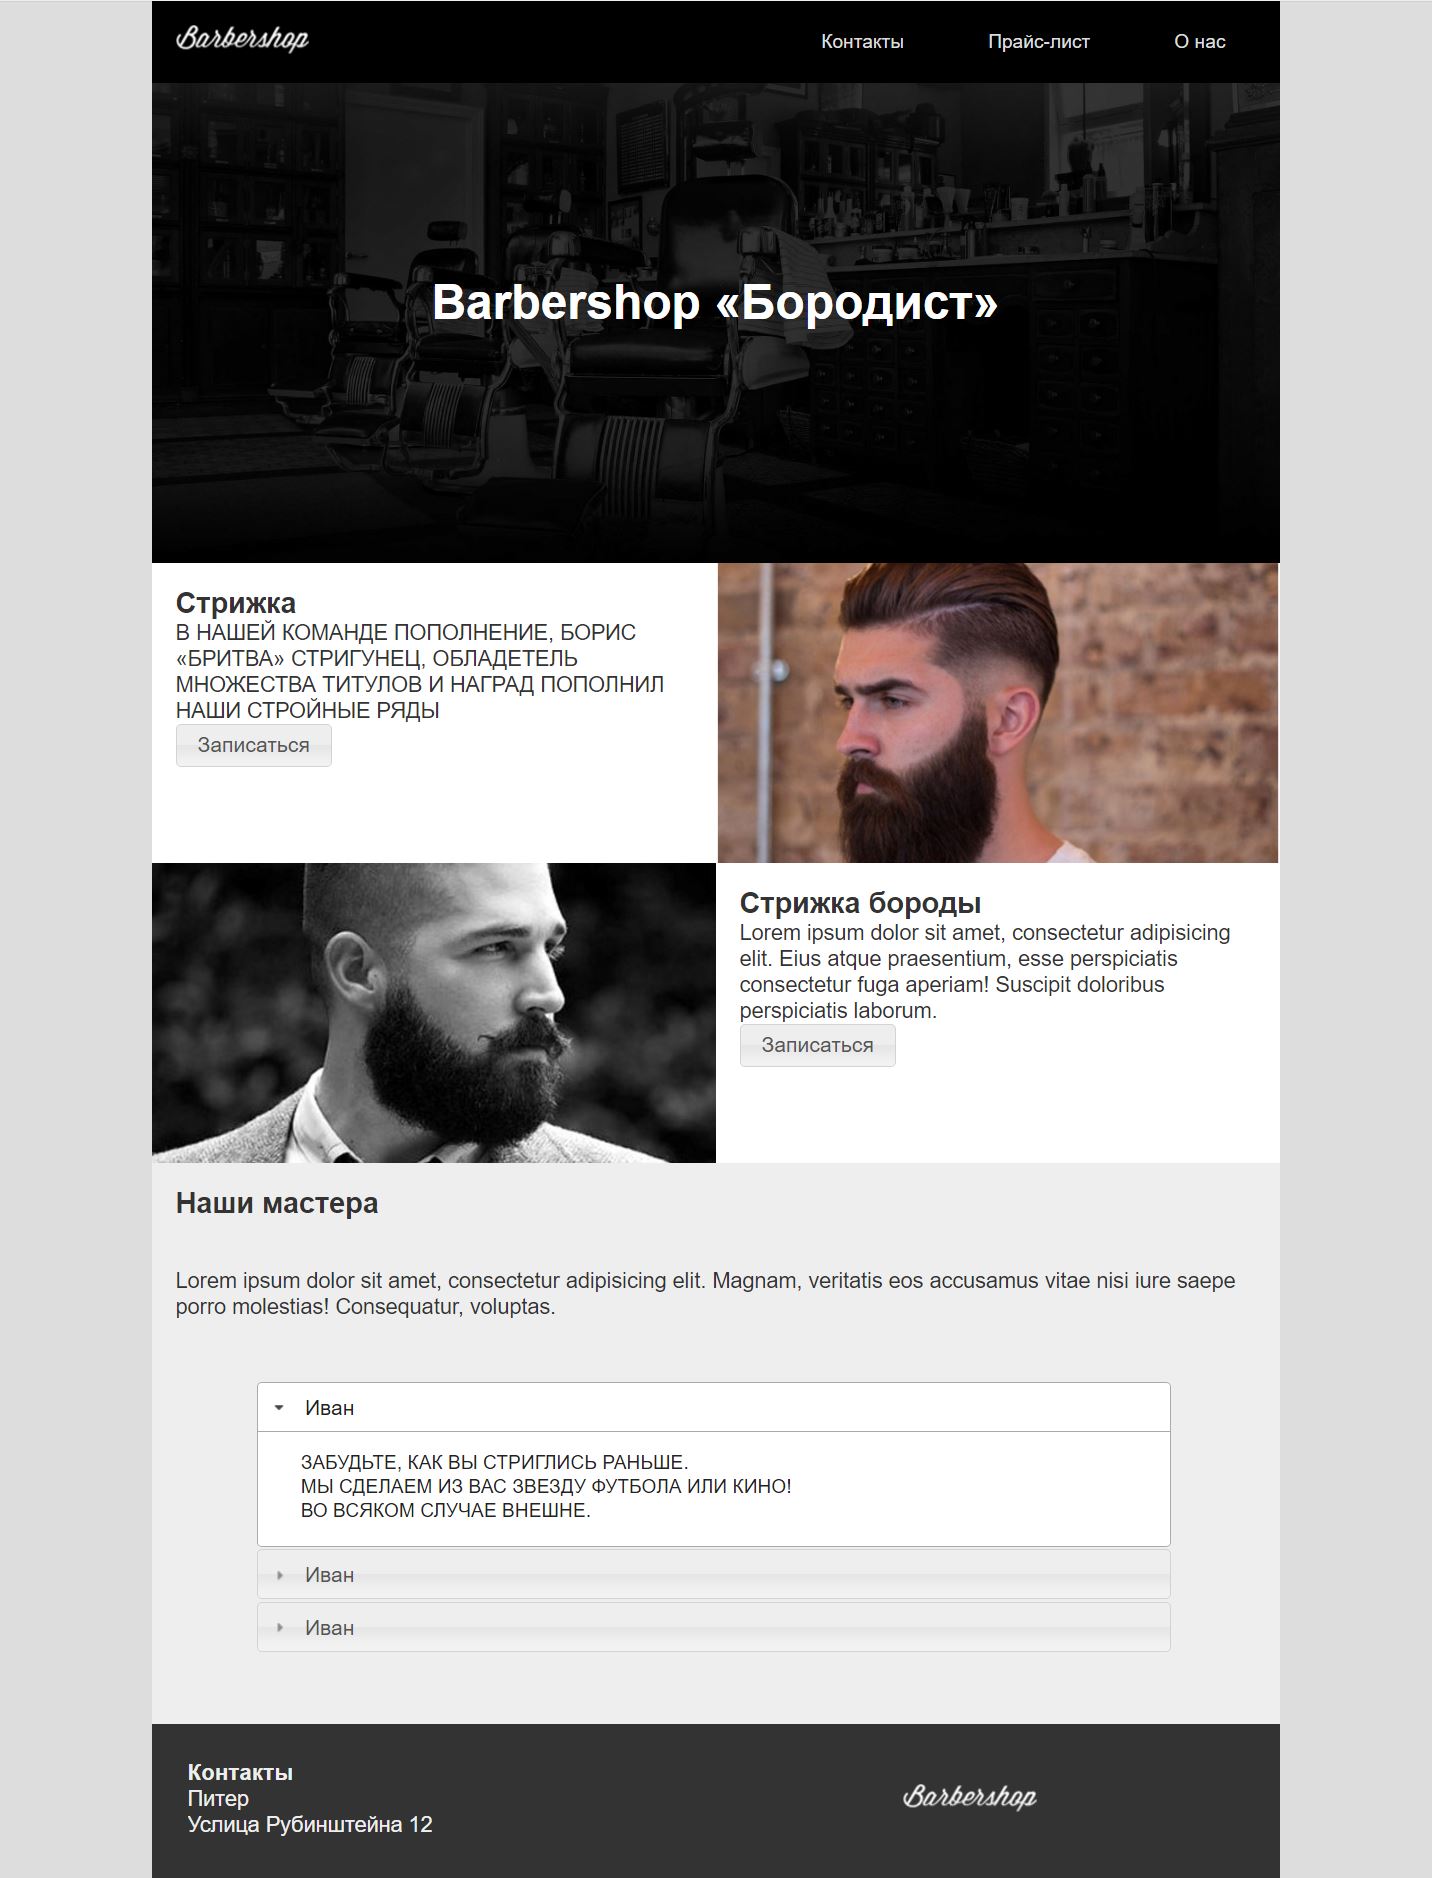 Barbershop
Контакты Прайс-лист О нас
Barbershop «Бородист»
Стрижка
В НАШЕЙ КОМАНДЕ ПОПОЛНЕНИЕ, БОРИС
«БРИТВА» СТРИГУНЕЦ, ОБЛАДЕТЕЛЬ
МНОЖЕСТВА ТИТУЛОВ И НАГРАД ПОПОЛНИЛ
НАШИ СТРОЙНЫЕ РЯДЫ
Записаться
Стрижка бороды
Lorem ipsum dolor sit amet, consectetur adipisicing
elit. Eius atque praesentium, esse perspiciatis
consectetur fuga aperiam! Suscipit doloribus
perspiciatis laborum.
Записаться
Наши мастера
Lorem ipsum dolor sit amet, consectetur adipisicing elit. Magnam, veritatis eos accusamus vitae nisi iure saepe
porro molestias! Consequatur, voluptas.
Иван
ЗАБУДЬТЕ, КАК ВЫ СТРИГЛИСЬ РАНЬШЕ.
МЫ СДЕЛАЕМ ИЗ ВАС ЗВЕЗДУ ФУТБОЛА ИЛИ КИНО!
ВО ВСЯКОМ СЛУЧАЕ ВНЕШНЕ.
Иван
Иван
Контакты
Питер
Услица Рубинштейна 12
Barbershop